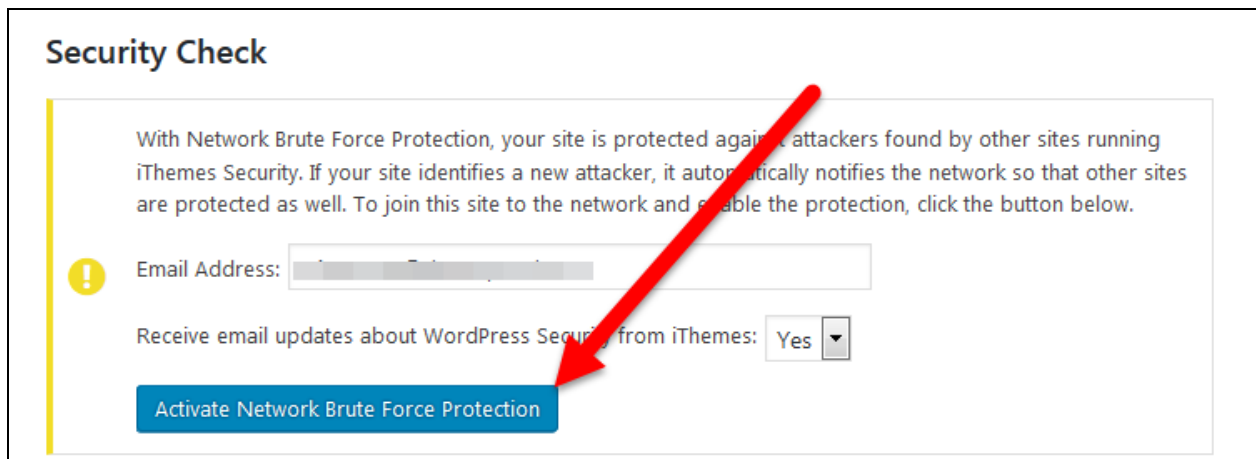 Security Check
With Network Brute Force Protection, your site is protected against attackers found by other sites running
iThemes Security. If your site identifies a new attacker, it automatically notifies the network so that other sites
are protected as well. To join this site to the network and enable the protection, click the button below.
Email Address:
Receive email updates about WordPress Security from iThemes: Yes
Activate Network Brute Force Protection